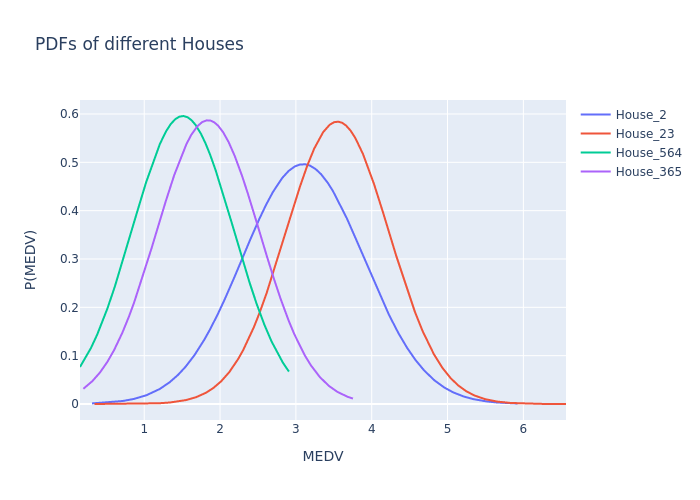 PDFs of different Houses
P(MEDV)
0.6
0.5
0.4
0.3
0.2
0.1
0
1 2 3 4 5 6
MEDV
House_2
House_23
House_564
House_365